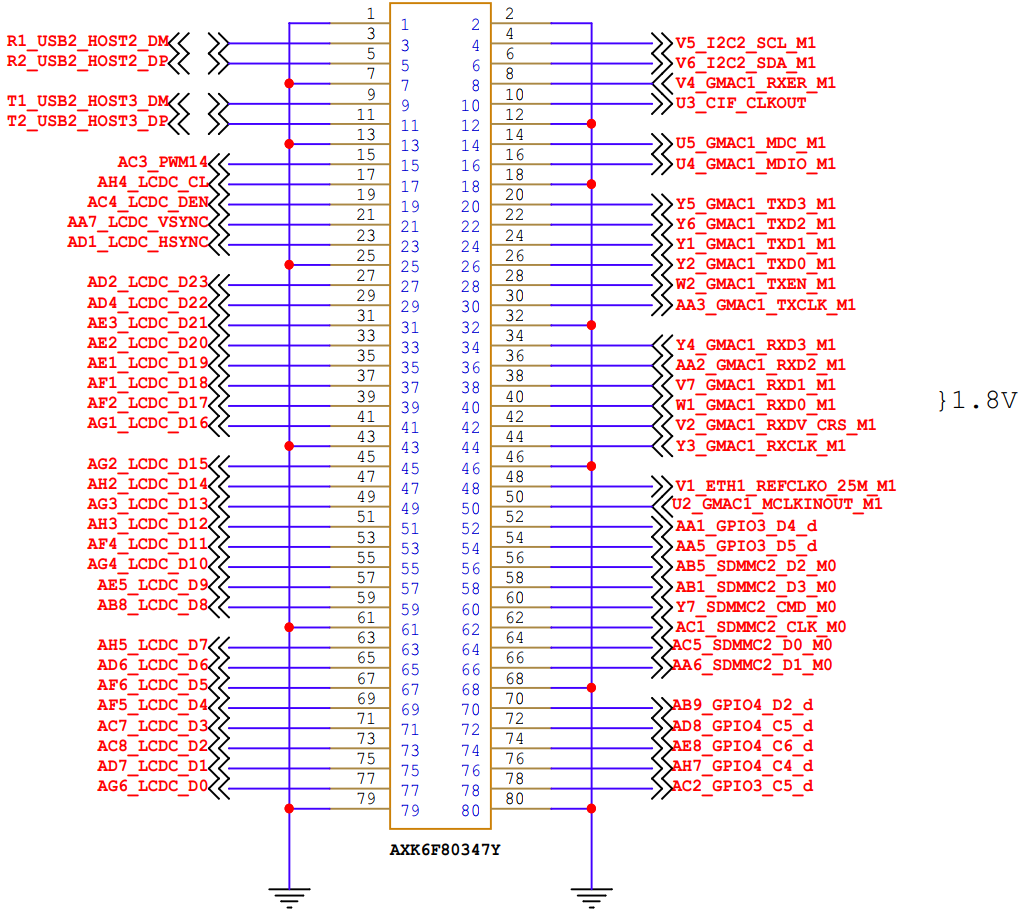 1 1 2 2
R1_USB2_HOST2_DM 3 3 4 4 V5_I2C2_SCL_M1
R2_USB2_HOST2_DP 5 5 6 6 V6_I2C2_SDA_M1
7 7 8 8 V4_GMAC1_RXER_M1
T1_USB2_HOST3_DM 9 9 10 10 U3_CIF_CLKOUT
T2_USB2_HOST3_DP 11 11 12 12
13 13 14 14 U5_GMAC1_MDC_M1
AC3_PWM14 15 15 16 16 U4_GMAC1_MDIO_M1
AH4_LCDC_CL 17 17 18 18
AC4_LCDC_DEN 19 19 20 20 Y5_GMAC1_TXD3_M1
AA7_LCDC_VSYNC 21 21 22 22 Y6_GMAC1_TXD2_M1
AD1_LCDC_HSYNC 23 23 24 24 Y1_GMAC1_TXD1_M1
25 25 26 26 Y2_GMAC1_TXD0_M1
AD2_LCDC_D23 27 27 28 28 W2_GMAC1_TXEN_M1
AD4_LCDC_D22 29 29 30 30 AA3_GMAC1_TXCLK_M1
AE3_LCDC_D21 31 31 32 32
AE2_LCDC_D20 33 33 34 34 Y4_GMAC1_RXD3_M1
AE1_LCDC_D19 35 35 36 36 AA2_GMAC1_RXD2_M1
AF1_LCDC_D18 37 37 38 38 V7_GMAC1_RXD1_M1
AF2_LCDC_D17 39 39 40 40 W1_GMAC1_RXD0_M1 }1.8V
AG1_LCDC_D16 41 41 42 42 V2_GMAC1_RXDV_CRS_M1
43 43 44 44 Y3_GMAC1_RXCLK_M1
AG2_LCDC_D15 45 45 46 46
AH2_LCDC_D14 47 47 48 48 V1_ETH1_REFCLKO_25M_M1
AG3_LCDC_D13 49 49 50 50 U2_GMAC1_MCLKINOUT_M1
AH3_LCDC_D12 51 51 52 52 AA1_GPIO3_D4_d
AF4_LCDC_D11 53 53 54 54 AA5_GPIO3_D5_d
AG4_LCDC_D10 55 55 56 56 AB5_SDMMC2_D2_M0
AE5_LCDC_D9 57 57 58 58 AB1_SDMMC2_D3_M0
AB8_LCDC_D8 59 59 60 60 Y7_SDMMC2_CMD_M0
61 61 62 62 AC1_SDMMC2_CLK_M0
AH5_LCDC_D7 63 63 64 64 AC5_SDMMC2_D0_M0
AD6_LCDC_D6 65 65 66 66 AA6_SDMMC2_D1_M0
AF6_LCDC_D5 67 67 68 68
AF5_LCDC_D4 69 69 70 70 AB9_GPIO4_D2_d
AC7_LCDC_D3 71 71 72 72 AD8_GPIO4_C5_d
AC8_LCDC_D2 73 73 74 74 AE8_GPIO4_C6_d
AD7_LCDC_D1 75 75 76 76 AH7_GPIO4_C4_d
AG6_LCDC_D0 77 77 78 78 AC2_GPIO3_C5_d
79 79 80 80
AXK6F80347Y